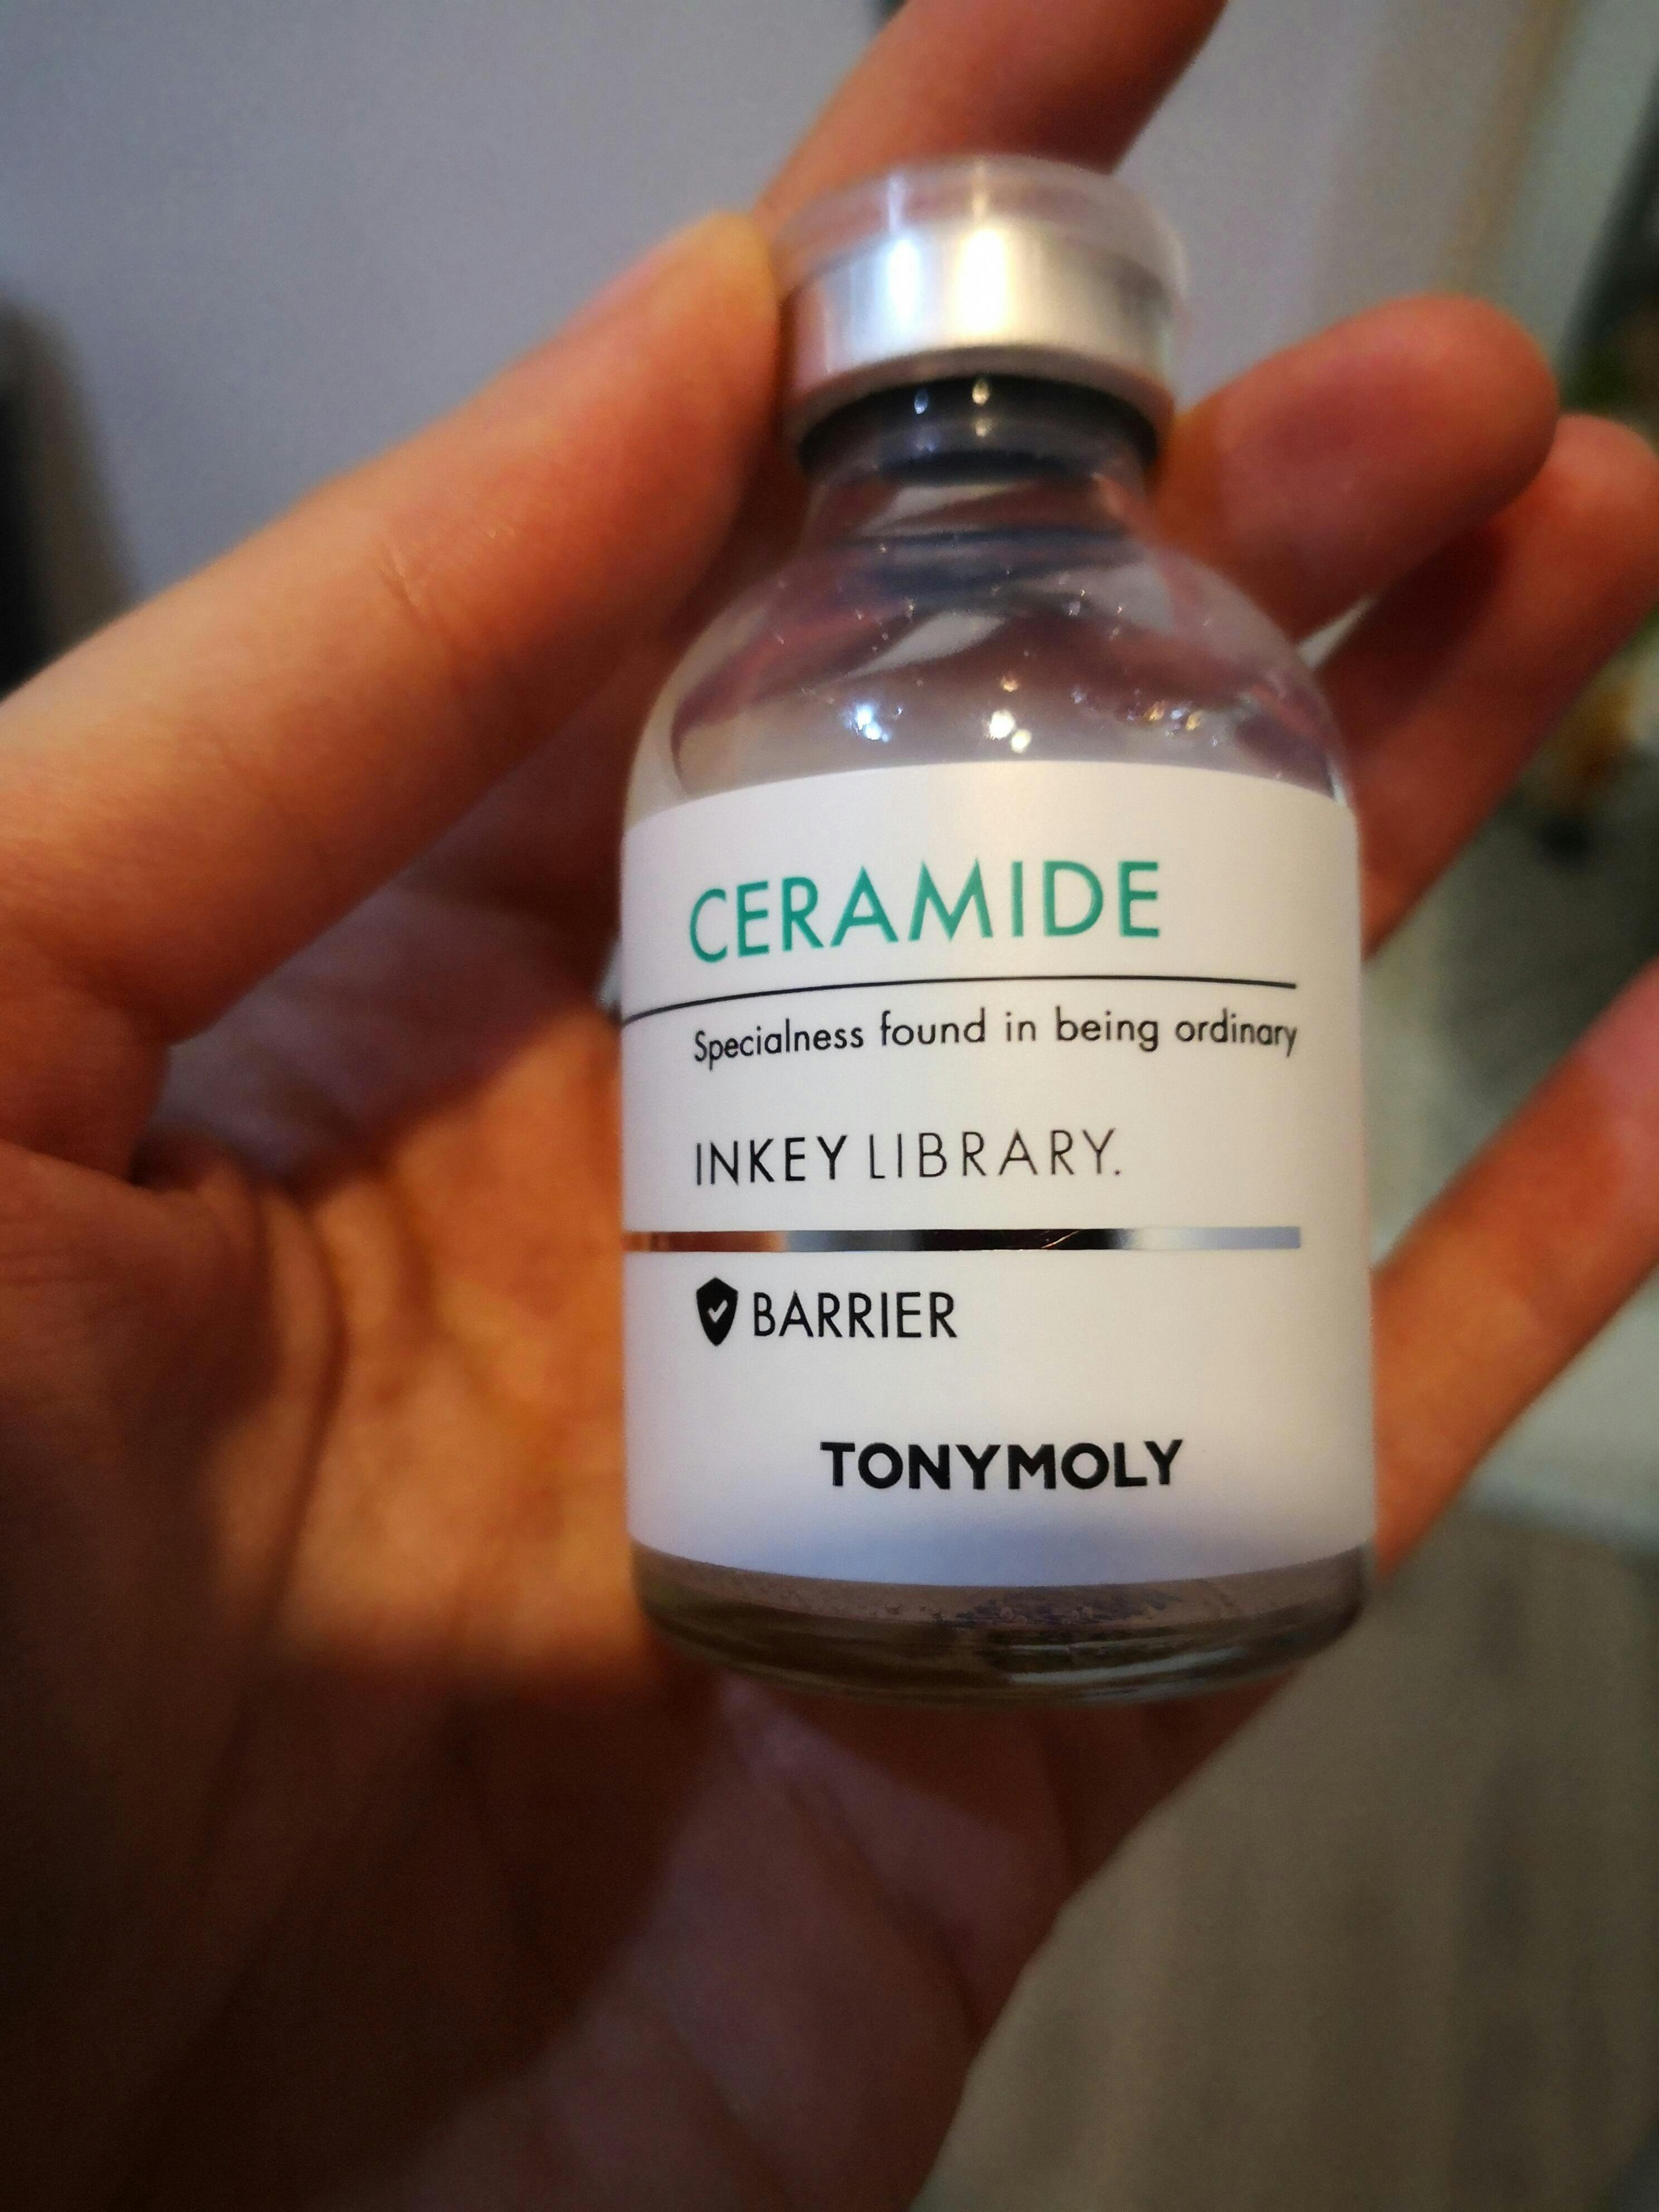 CERAMIDE
Specialness found in being ordinary
INKEY LIBRARY.
BARRIER
TONYMOLY